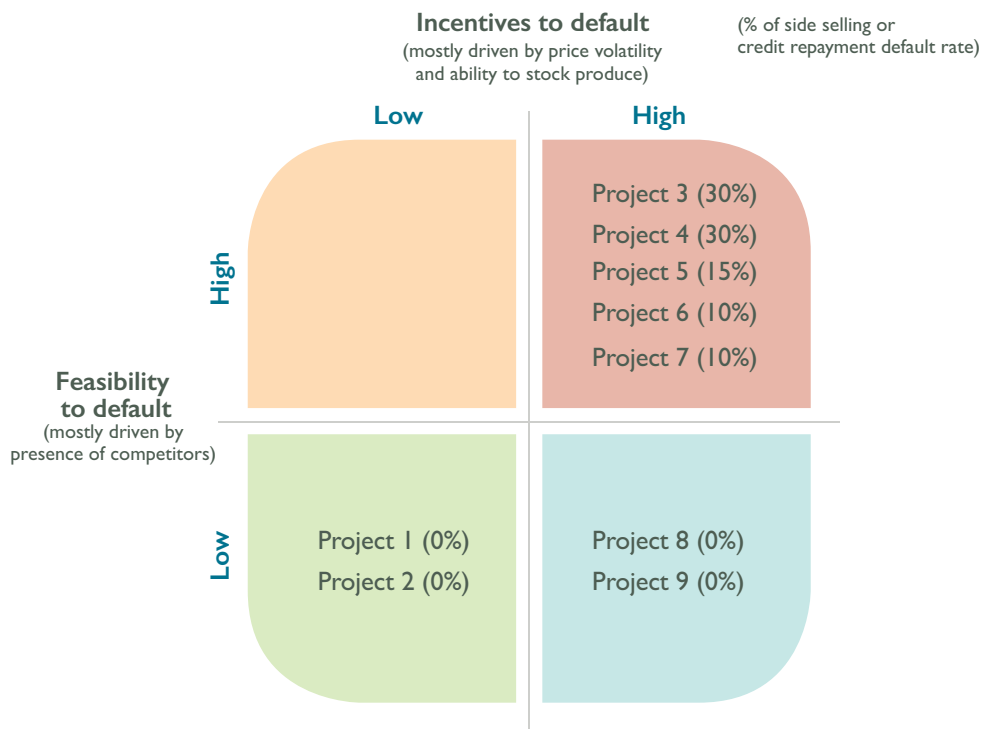 Incentives to default
(mostly driven by price volatility
and ability to stock produce)
(% of side selling or
credit repayment default rate)
Low
High
High
Project 3 (30%)
Project 4 (30%)
Project 5 (15%)
Project 6 (10%)
Project 7 (10%)
Feasibility
to default
(mostly driven by
presence of competitors)
Low
Project 1 (0%)
Project 2 (0%)
Project 8 (0%)
Project 9 (0%)